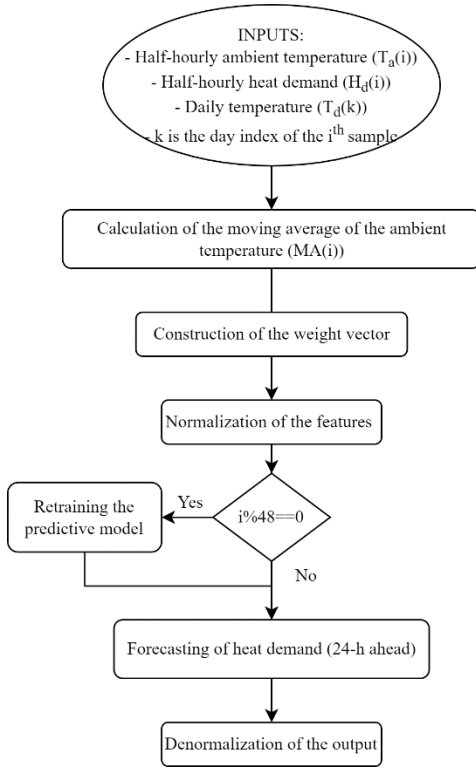 INPUTS:
- Half-hourly ambient temperature (Tₐ(i))
- Half-hourly heat demand (H_d(i))
- Daily temperature (T_d(k))
- k is the day index of the iᵗʰ sample
Calculation of the moving average of the ambient
temperature (MA(i))
Construction of the weight vector
Normalization of the features
i%48==0
Yes
Retraining the
predictive model
No
Forecasting of heat demand (24-h ahead)
Denormalization of the output